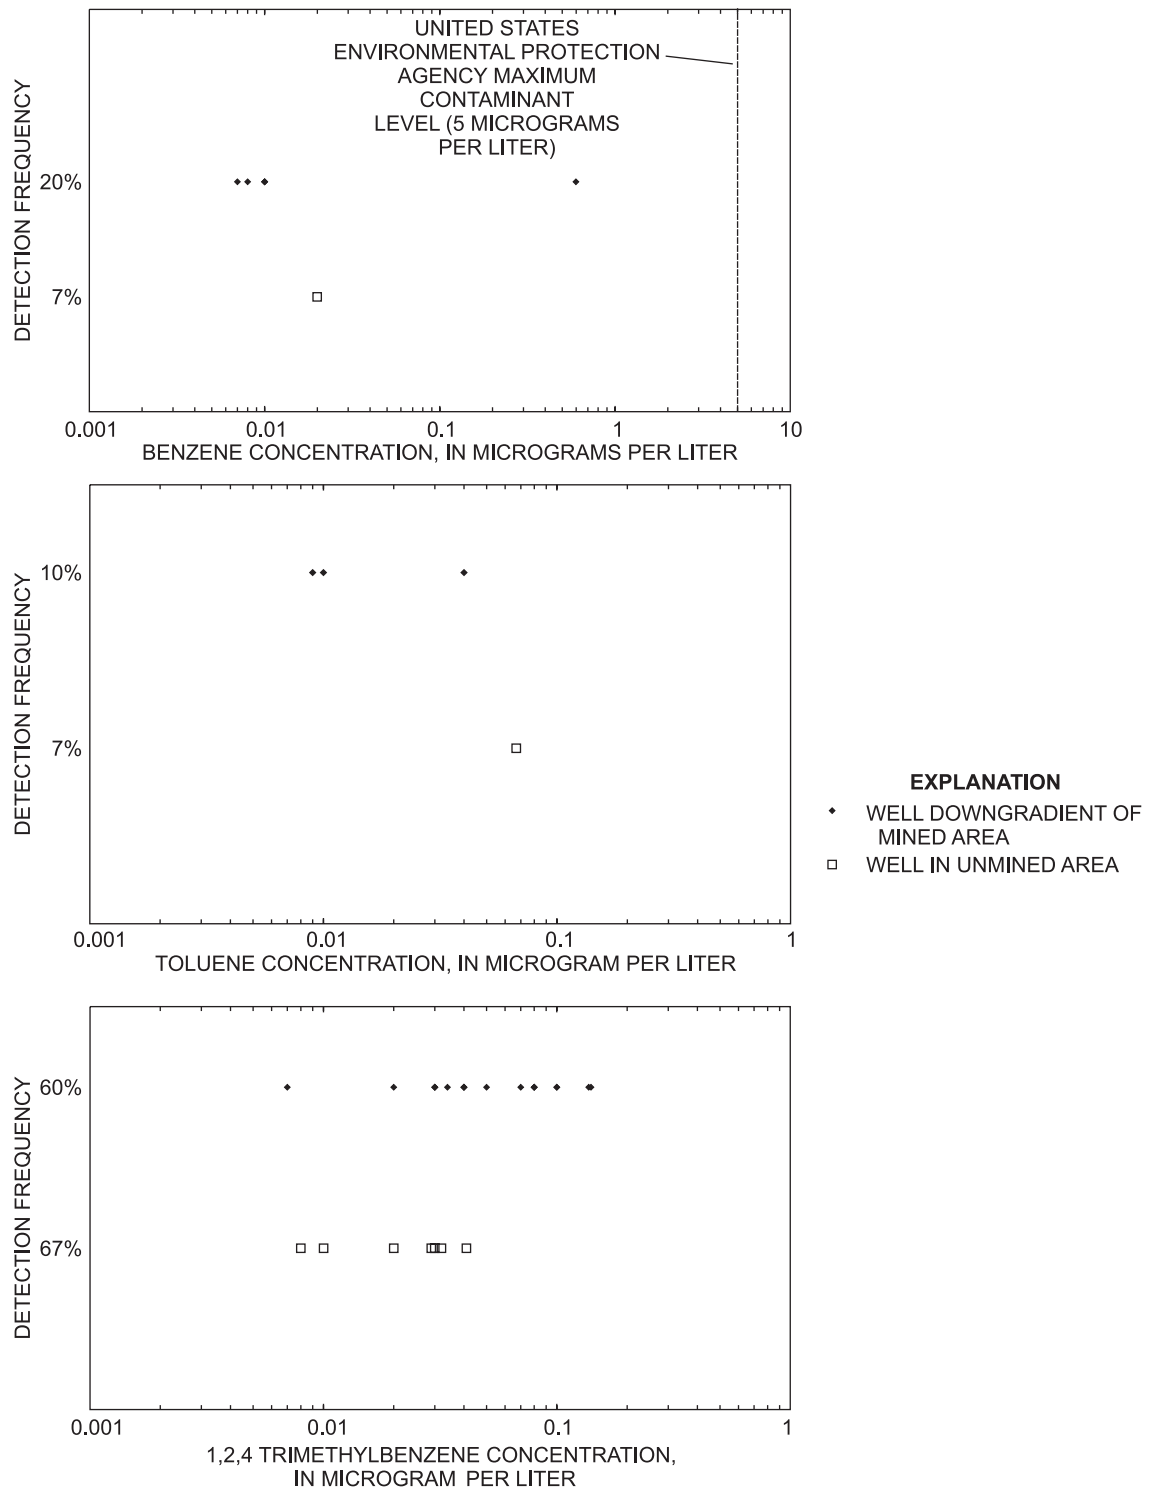 UNITED STATES
ENVIRONMENTAL PROTECTION
AGENCY MAXIMUM
CONTAMINANT
LEVEL (5 MICROGRAMS
PER LITER)
DETECTION FREQUENCY
20%
7%
0.001 0.01 0.1 1 10
BENZENE CONCENTRATION, IN MICROGRAMS PER LITER
DETECTION FREQUENCY
10%
7%
0.001 0.01 0.1 1
TOLUENE CONCENTRATION, IN MICROGRAM PER LITER
EXPLANATION
WELL DOWNGRADIENT OF
MINED AREA
WELL IN UNMINED AREA
DETECTION FREQUENCY
60%
67%
0.001 0.01 0.1 1
1,2,4 TRIMETHYLBENZENE CONCENTRATION,
IN MICROGRAM PER LITER